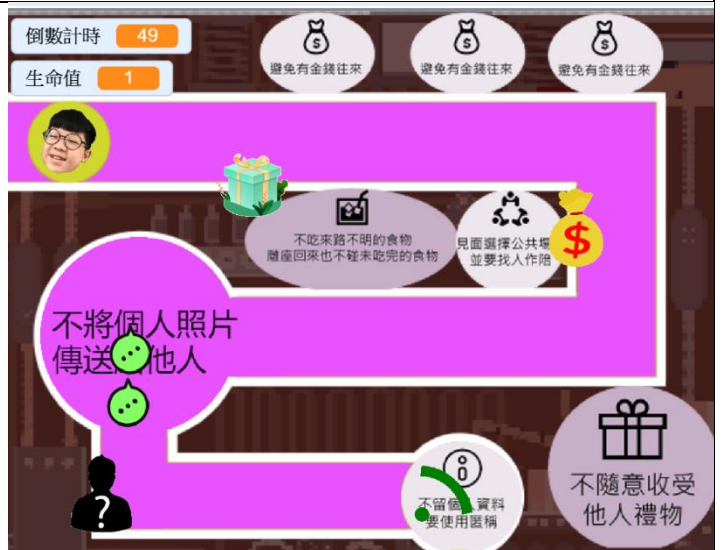 倒數計時 49
生命值 1
避免有金錢往來
避免有金錢往來
避免有金錢往來
不吃來路不明的食物
離座回來也不碰未吃完的食物
見面選擇公共場
並要找人作陪
$
不將個人照片
傳送 他人
?
不留個 資料
要使用匿稱
不隨意收受
他人禮物